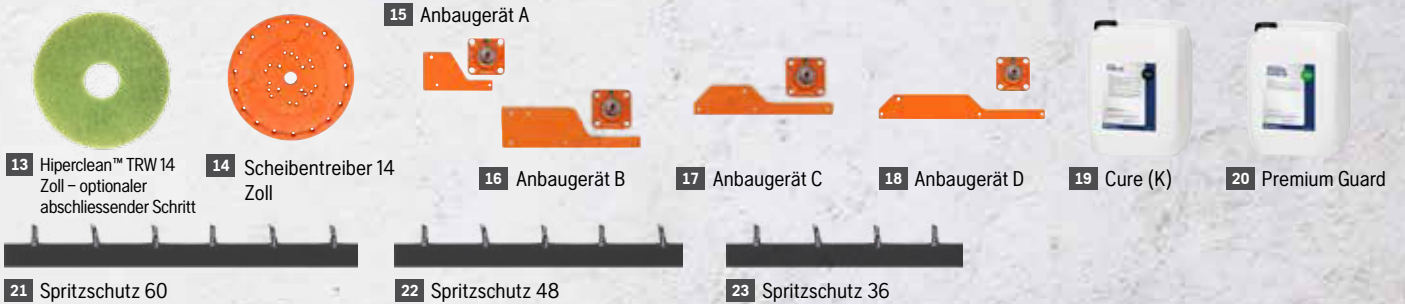 15 Anbaugerät A
13 Hiperclean™ TRW 14
Zoll – optionaler
abschliessender Schritt
14 Scheibentreiber 14
Zoll
16 Anbaugerät B
17 Anbaugerät C
18 Anbaugerät D
19 Cure (K)
20 Premium Guard
21 Spritzschutz 60
22 Spritzschutz 48
23 Spritzschutz 36